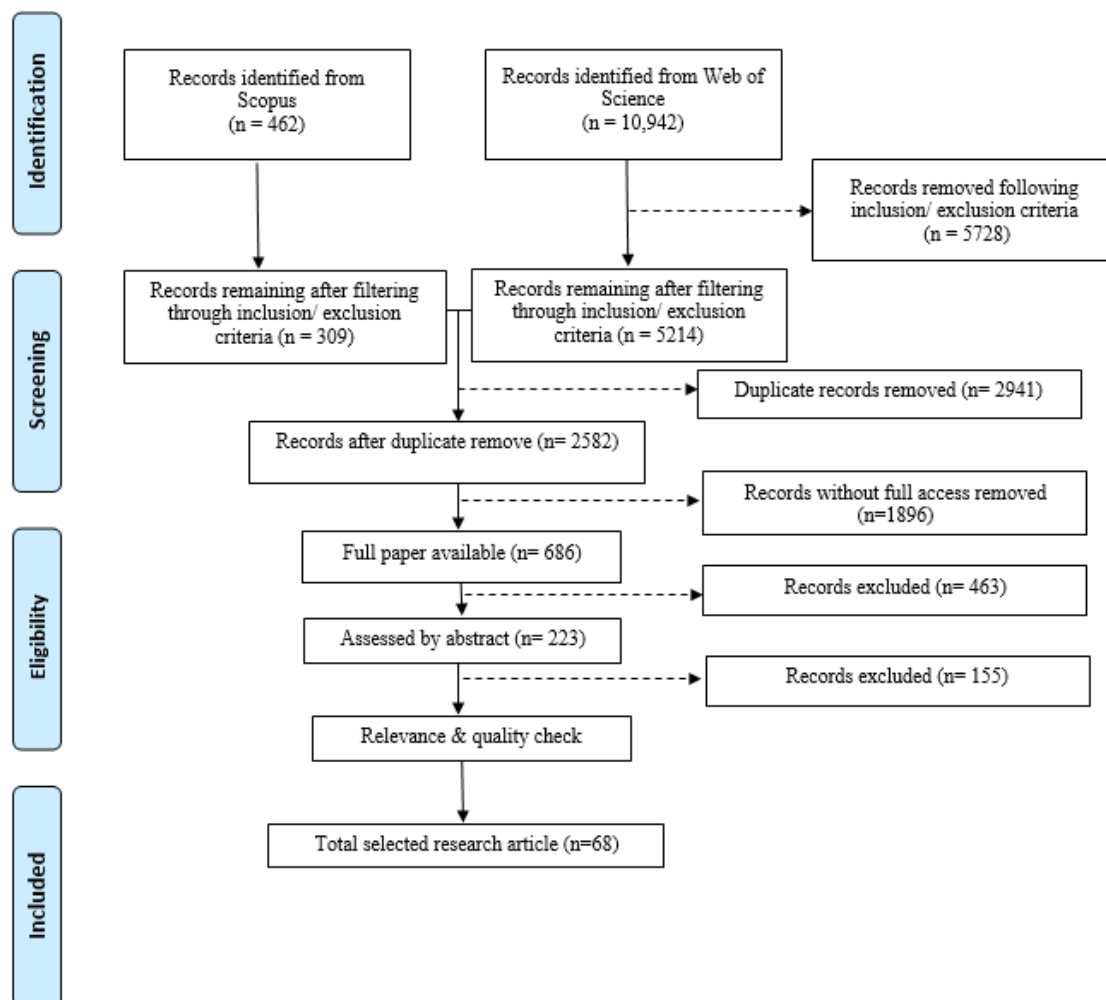 Identification
Records identified from
Scopus
(n = 462)
Records identified from Web of
Science
(n = 10,942)
Records removed following
inclusion/ exclusion criteria
(n = 5728)
Screening
Records remaining after filtering
through inclusion/ exclusion
criteria (n = 309)
Records remaining after filtering
through inclusion/ exclusion
criteria (n = 5214)
Duplicate records removed (n= 2941)
Records after duplicate remove (n= 2582)
Records without full access removed
(n=1896)
Eligibility
Full paper available (n= 686)
Records excluded (n= 463)
Assessed by abstract (n= 223)
Records excluded (n= 155)
Relevance & quality check
Included
Total selected research article (n=68)